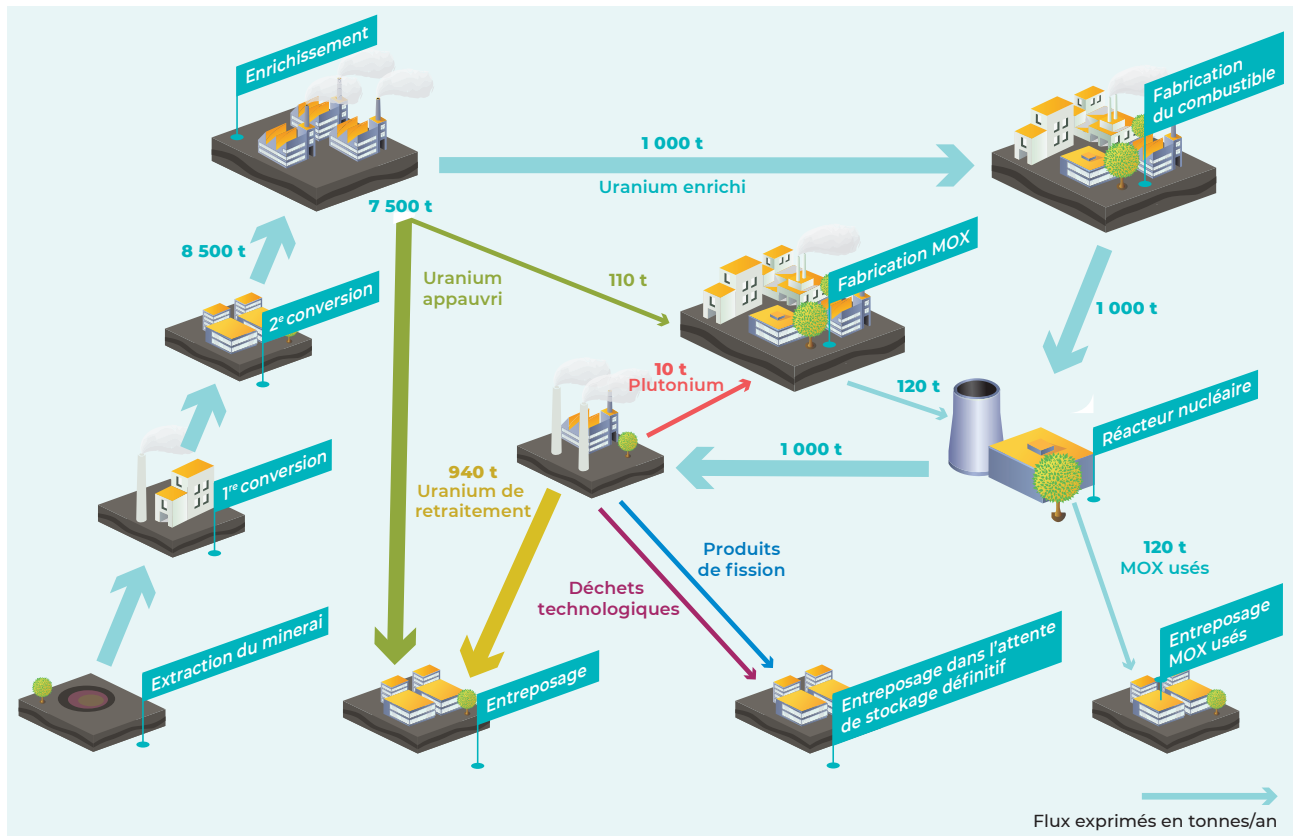 Enrichissement
Fabrication
du combustible
1 000 t
Uranium enrichi
7 500 t
8 500 t
Uranium
appauvri
110 t
Fabrication MOX
2e conversion
1 000 t
10 t
Plutonium
120 t
Réacteur nucléaire
1 000 t
940 t
Uranium de
retraitement
1re conversion
Produits
de fission
120 t
MOX usés
Déchets
technologiques
Extraction du minerai
Entreposage
Entreposage dans l'attente
de stockage définitif
Entreposage
MOX usés
Flux exprimés en tonnes/an